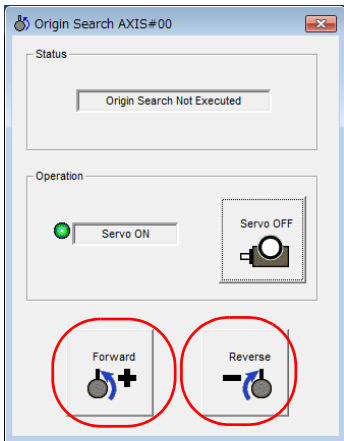 Origin Search AXIS#00
Status
Origin Search Not Executed
Operation
Servo ON
Servo OFF
Forward
Reverse